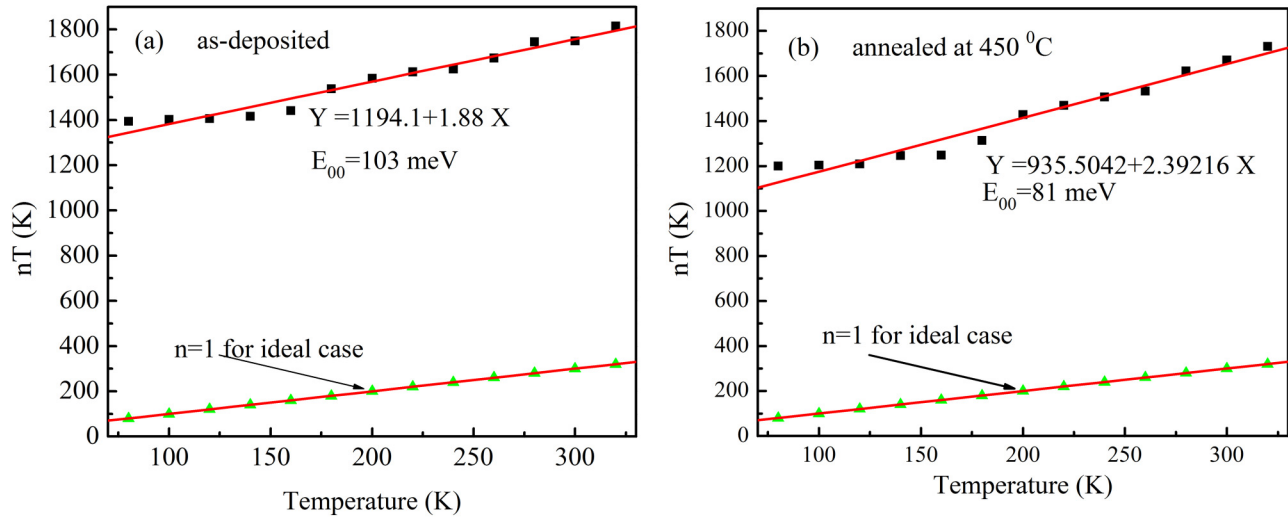 (a) as-deposited
Y =1194.1+1.88 X
E₀₀=103 meV
n=1 for ideal case
nT (K)
1800
1600
1400
1200
1000
800
600
400
200
0
100 150 200 250 300
Temperature (K)
(b) annealed at 450 ⁰C
Y =935.5042+2.39216 X
E₀₀=81 meV
n=1 for ideal case
nT (K)
1800
1600
1400
1200
1000
800
600
400
200
0
100 150 200 250 300
Temperature (K)